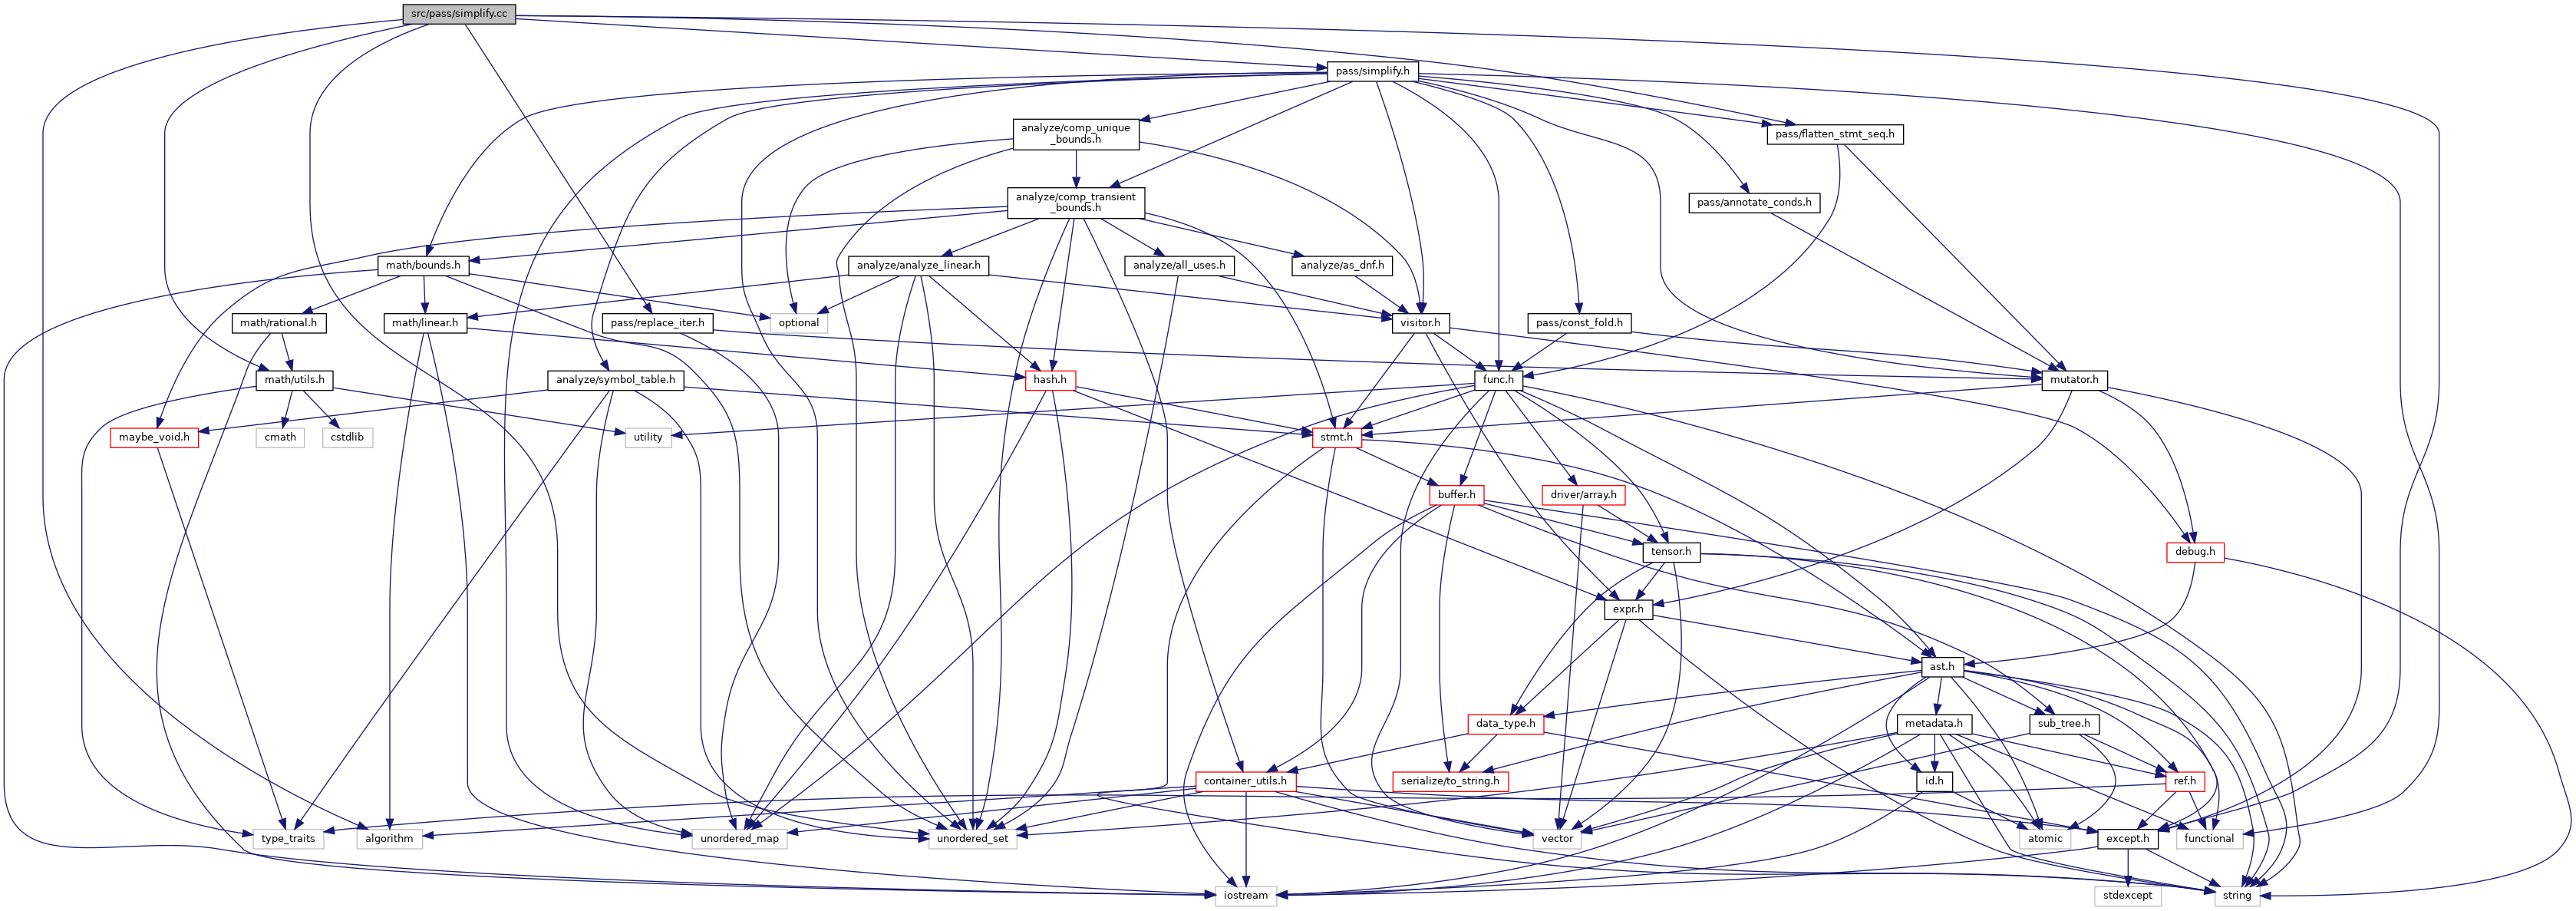 src/pass/simplify.cc
pass/simplify.h
analyze/comp_unique
_bounds.h
pass/flatten_stmt_seq.h
analyze/comp_transient
_bounds.h
pass/annotate_conds.h
math/bounds.h
analyze/analyze_linear.h
analyze/all_uses.h
analyze/as_dnf.h
math/rational.h
math/linear.h
pass/replace_iter.h
optional
visitor.h
pass/const_fold.h
math/utils.h
analyze/symbol_table.h
hash.h
func.h
mutator.h
maybe_void.h
cmath
cstdlib
utility
stmt.h
buffer.h
driver/array.h
tensor.h
debug.h
expr.h
ast.h
data_type.h
metadata.h
sub_tree.h
container_utils.h
serialize/to_string.h
id.h
ref.h
type_traits
algorithm
unordered_map
unordered_set
vector
atomic
except.h
functional
iostream
stdexcept
string